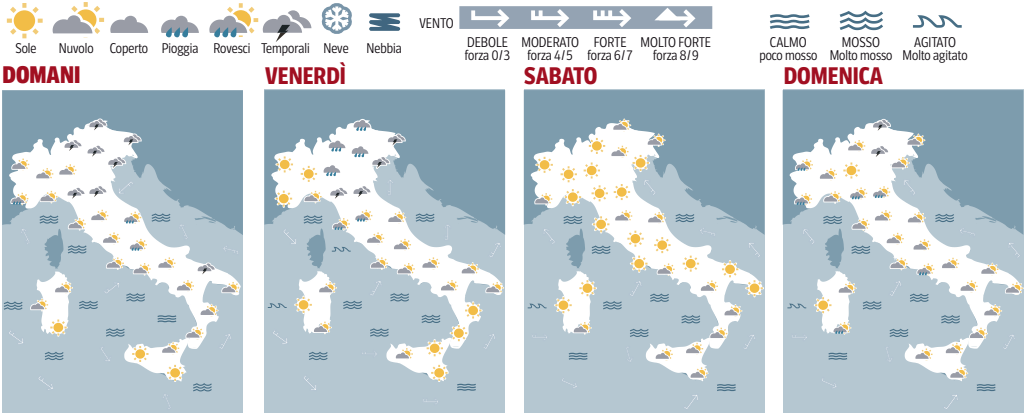 Sole Nuvolo Coperto Pioggia Rovesci Temporali Neve Nebbia
VENTO
DEBOLE
forza 0/3
MODERATO
forza 4/5
FORTE
forza 6/7
MOLTO FORTE
forza 8/9
CALMO
poco mosso
MOSSO
Molto mosso
AGITATO
Molto agitato
DOMANI
VENERDÌ
SABATO
DOMENICA